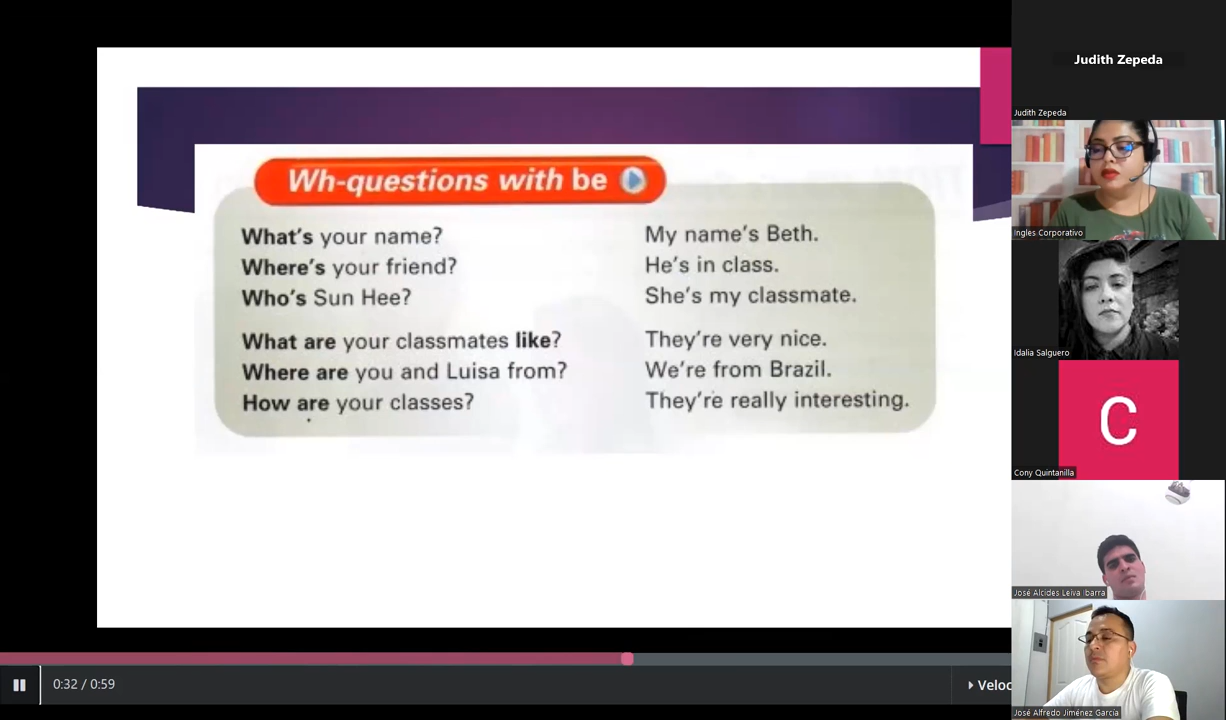 Wh-questions with be
What's your name? My name's Beth.
Where's your friend? He's in class.
Who's Sun Hee? She's my classmate.
What are your classmates like? They're very nice.
Where are you and Luisa from? We're from Brazil.
How are your classes? They're really interesting.
0:32 / 0:59
Veloc
Judith Zepeda
Judith Zepeda
Ingles Corporativo
Idalia Salguero
C
Cony Quintanilla
José Alcides Leiva Ibarra
José Alfredo Jiménez García